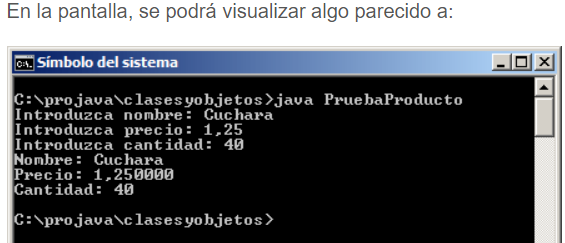 En la pantalla, se podrá visualizar algo parecido a:
Símbolo del sistema
C:\projava\clasesyobjetos>java PruebaProducto
Introduzca nombre: Cuchara
Introduzca precio: 1,25
Introduzca cantidad: 40
Nombre: Cuchara
Precio: 1,250000
Cantidad: 40
C:\projava\clasesyobjetos>